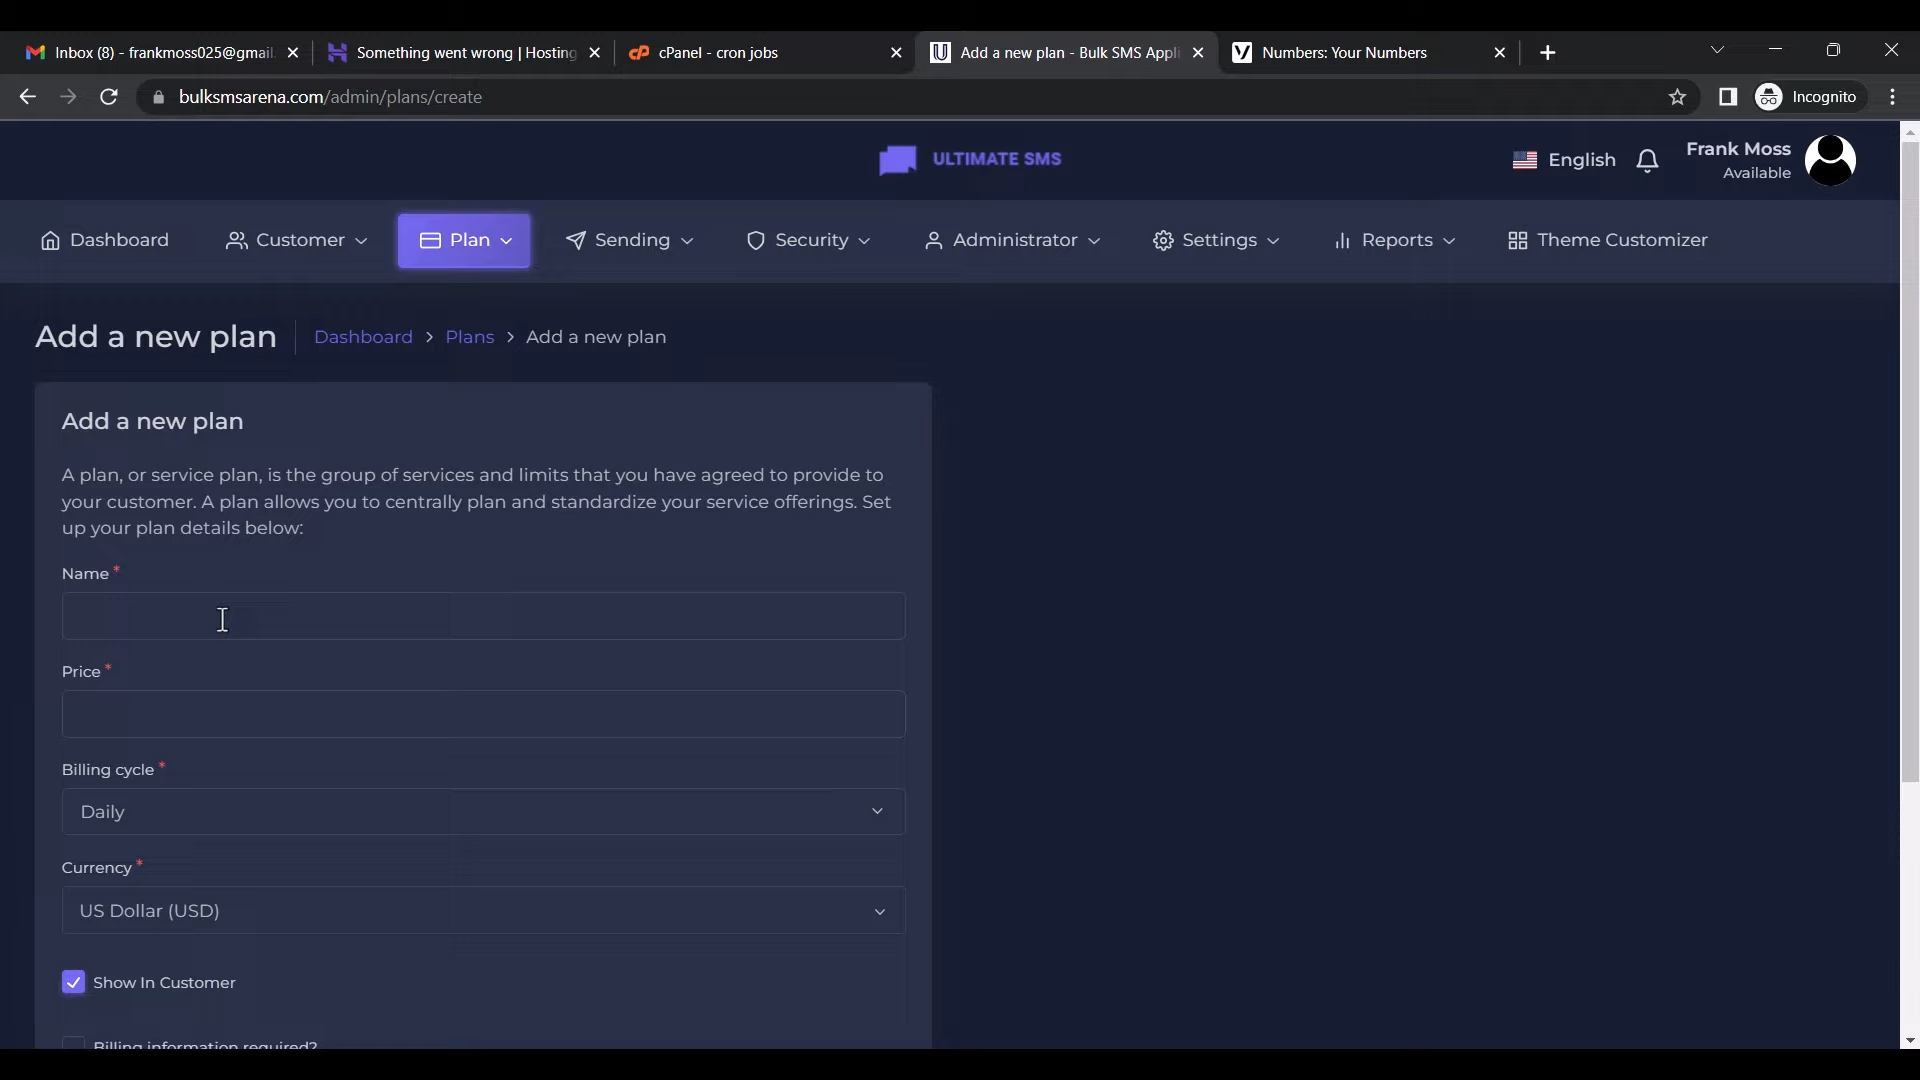 Inbox (8) - frankmoss025@gmail.
Something went wrong | Hosting
cPanel - cron jobs
Add a new plan - Bulk SMS Appli
Numbers: Your Numbers
bulksmsarena.com/admin/plans/create
Incognito
ULTIMATE SMS
English
Frank Moss
Available
Dashboard
Customer
Plan
Sending
Security
Administrator
Settings
Reports
Theme Customizer
Add a new plan
Dashboard > Plans > Add a new plan
Add a new plan
A plan, or service plan, is the group of services and limits that you have agreed to provide to
your customer. A plan allows you to centrally plan and standardize your service offerings. Set
up your plan details below:
Name *
Price *
Billing cycle *
Daily
Currency *
US Dollar (USD)
Show In Customer
Billing information required?